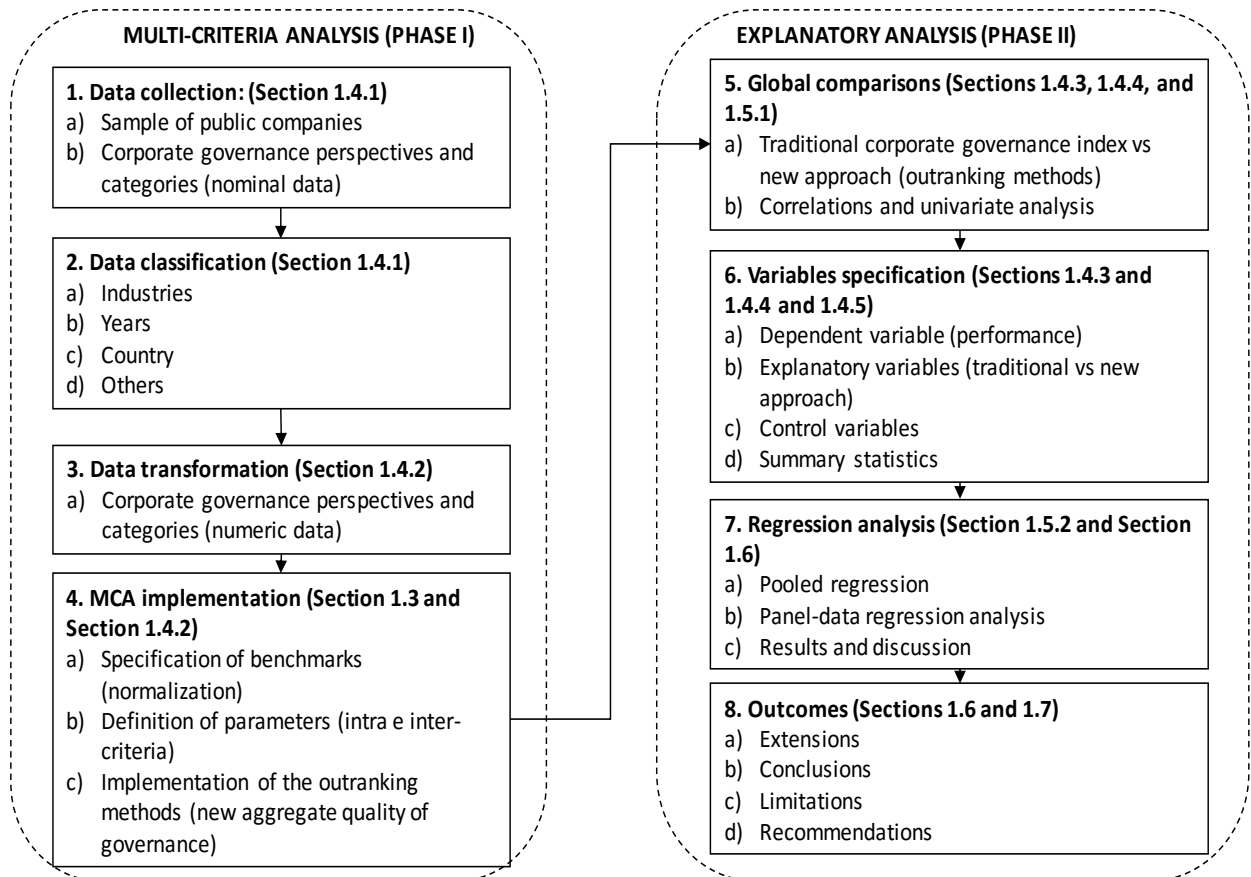 MULTI-CRITERIA ANALYSIS (PHASE I)
1. Data collection: (Section 1.4.1)
a) Sample of public companies
b) Corporate governance perspectives and
categories (nominal data)
2. Data classification (Section 1.4.1)
a) Industries
b) Years
c) Country
d) Others
3. Data transformation (Section 1.4.2)
a) Corporate governance perspectives and
categories (numeric data)
4. MCA implementation (Section 1.3 and
Section 1.4.2)
a) Specification of benchmarks
(normalization)
b) Definition of parameters (intra e inter-
criteria)
c) Implementation of the outranking
methods (new aggregate quality of
governance)
EXPLANATORY ANALYSIS (PHASE II)
5. Global comparisons (Sections 1.4.3, 1.4.4, and
1.5.1)
a) Traditional corporate governance index vs
new approach (outranking methods)
b) Correlations and univariate analysis
6. Variables specification (Sections 1.4.3 and
1.4.4 and 1.4.5)
a) Dependent variable (performance)
b) Explanatory variables (traditional vs new
approach)
c) Control variables
d) Summary statistics
7. Regression analysis (Section 1.5.2 and Section
1.6)
a) Pooled regression
b) Panel-data regression analysis
c) Results and discussion
8. Outcomes (Sections 1.6 and 1.7)
a) Extensions
b) Conclusions
c) Limitations
d) Recommendations